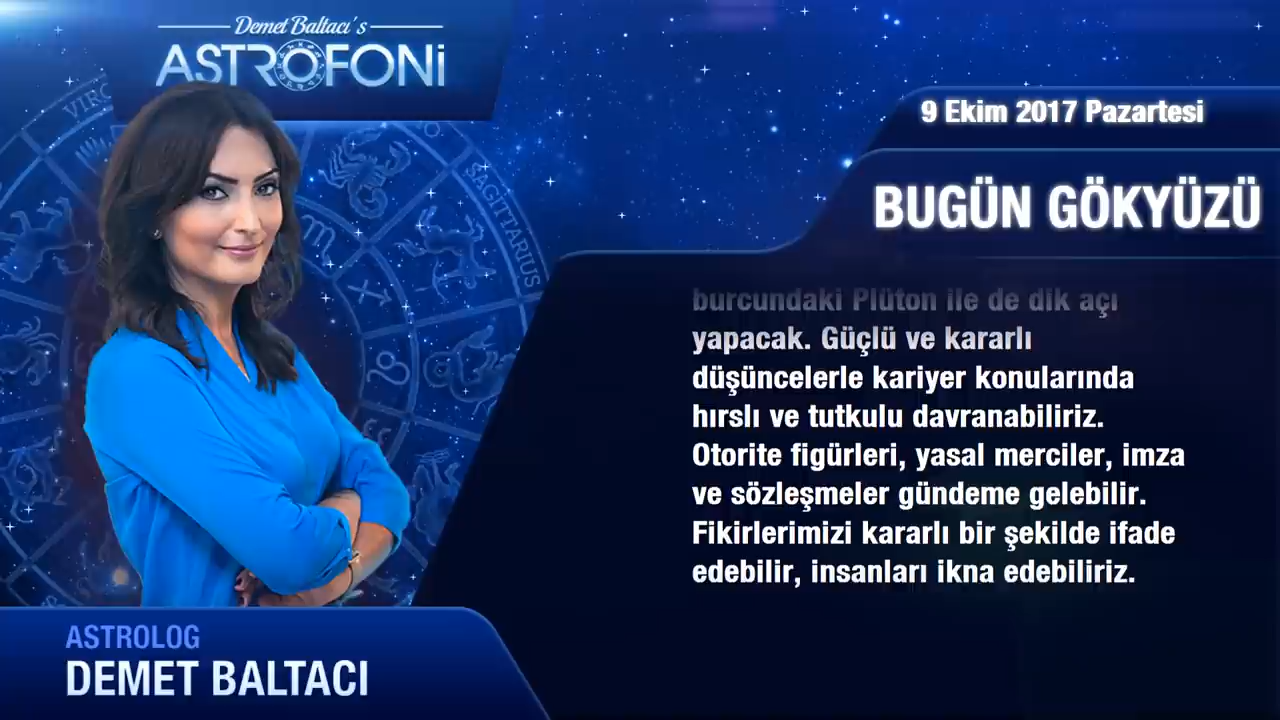 Demet Baltacı's
ASTROFONİ
VIRG
SAGITTARIUS
9 Ekim 2017 Pazartesi
BUGÜN GÖKYÜZÜ
burcundaki Plüton ile de dik açı
yapacak. Güçlü ve kararlı
düşüncelerle kariyer konularında
hırslı ve tutkulu davranabiliriz.
Otorite figürleri, yasal merciler, imza
ve sözleşmeler gündeme gelebilir.
Fikirlerimizi kararlı bir şekilde ifade
edebilir, insanları ikna edebiliriz.
ASTROLOG
DEMET BALTACI